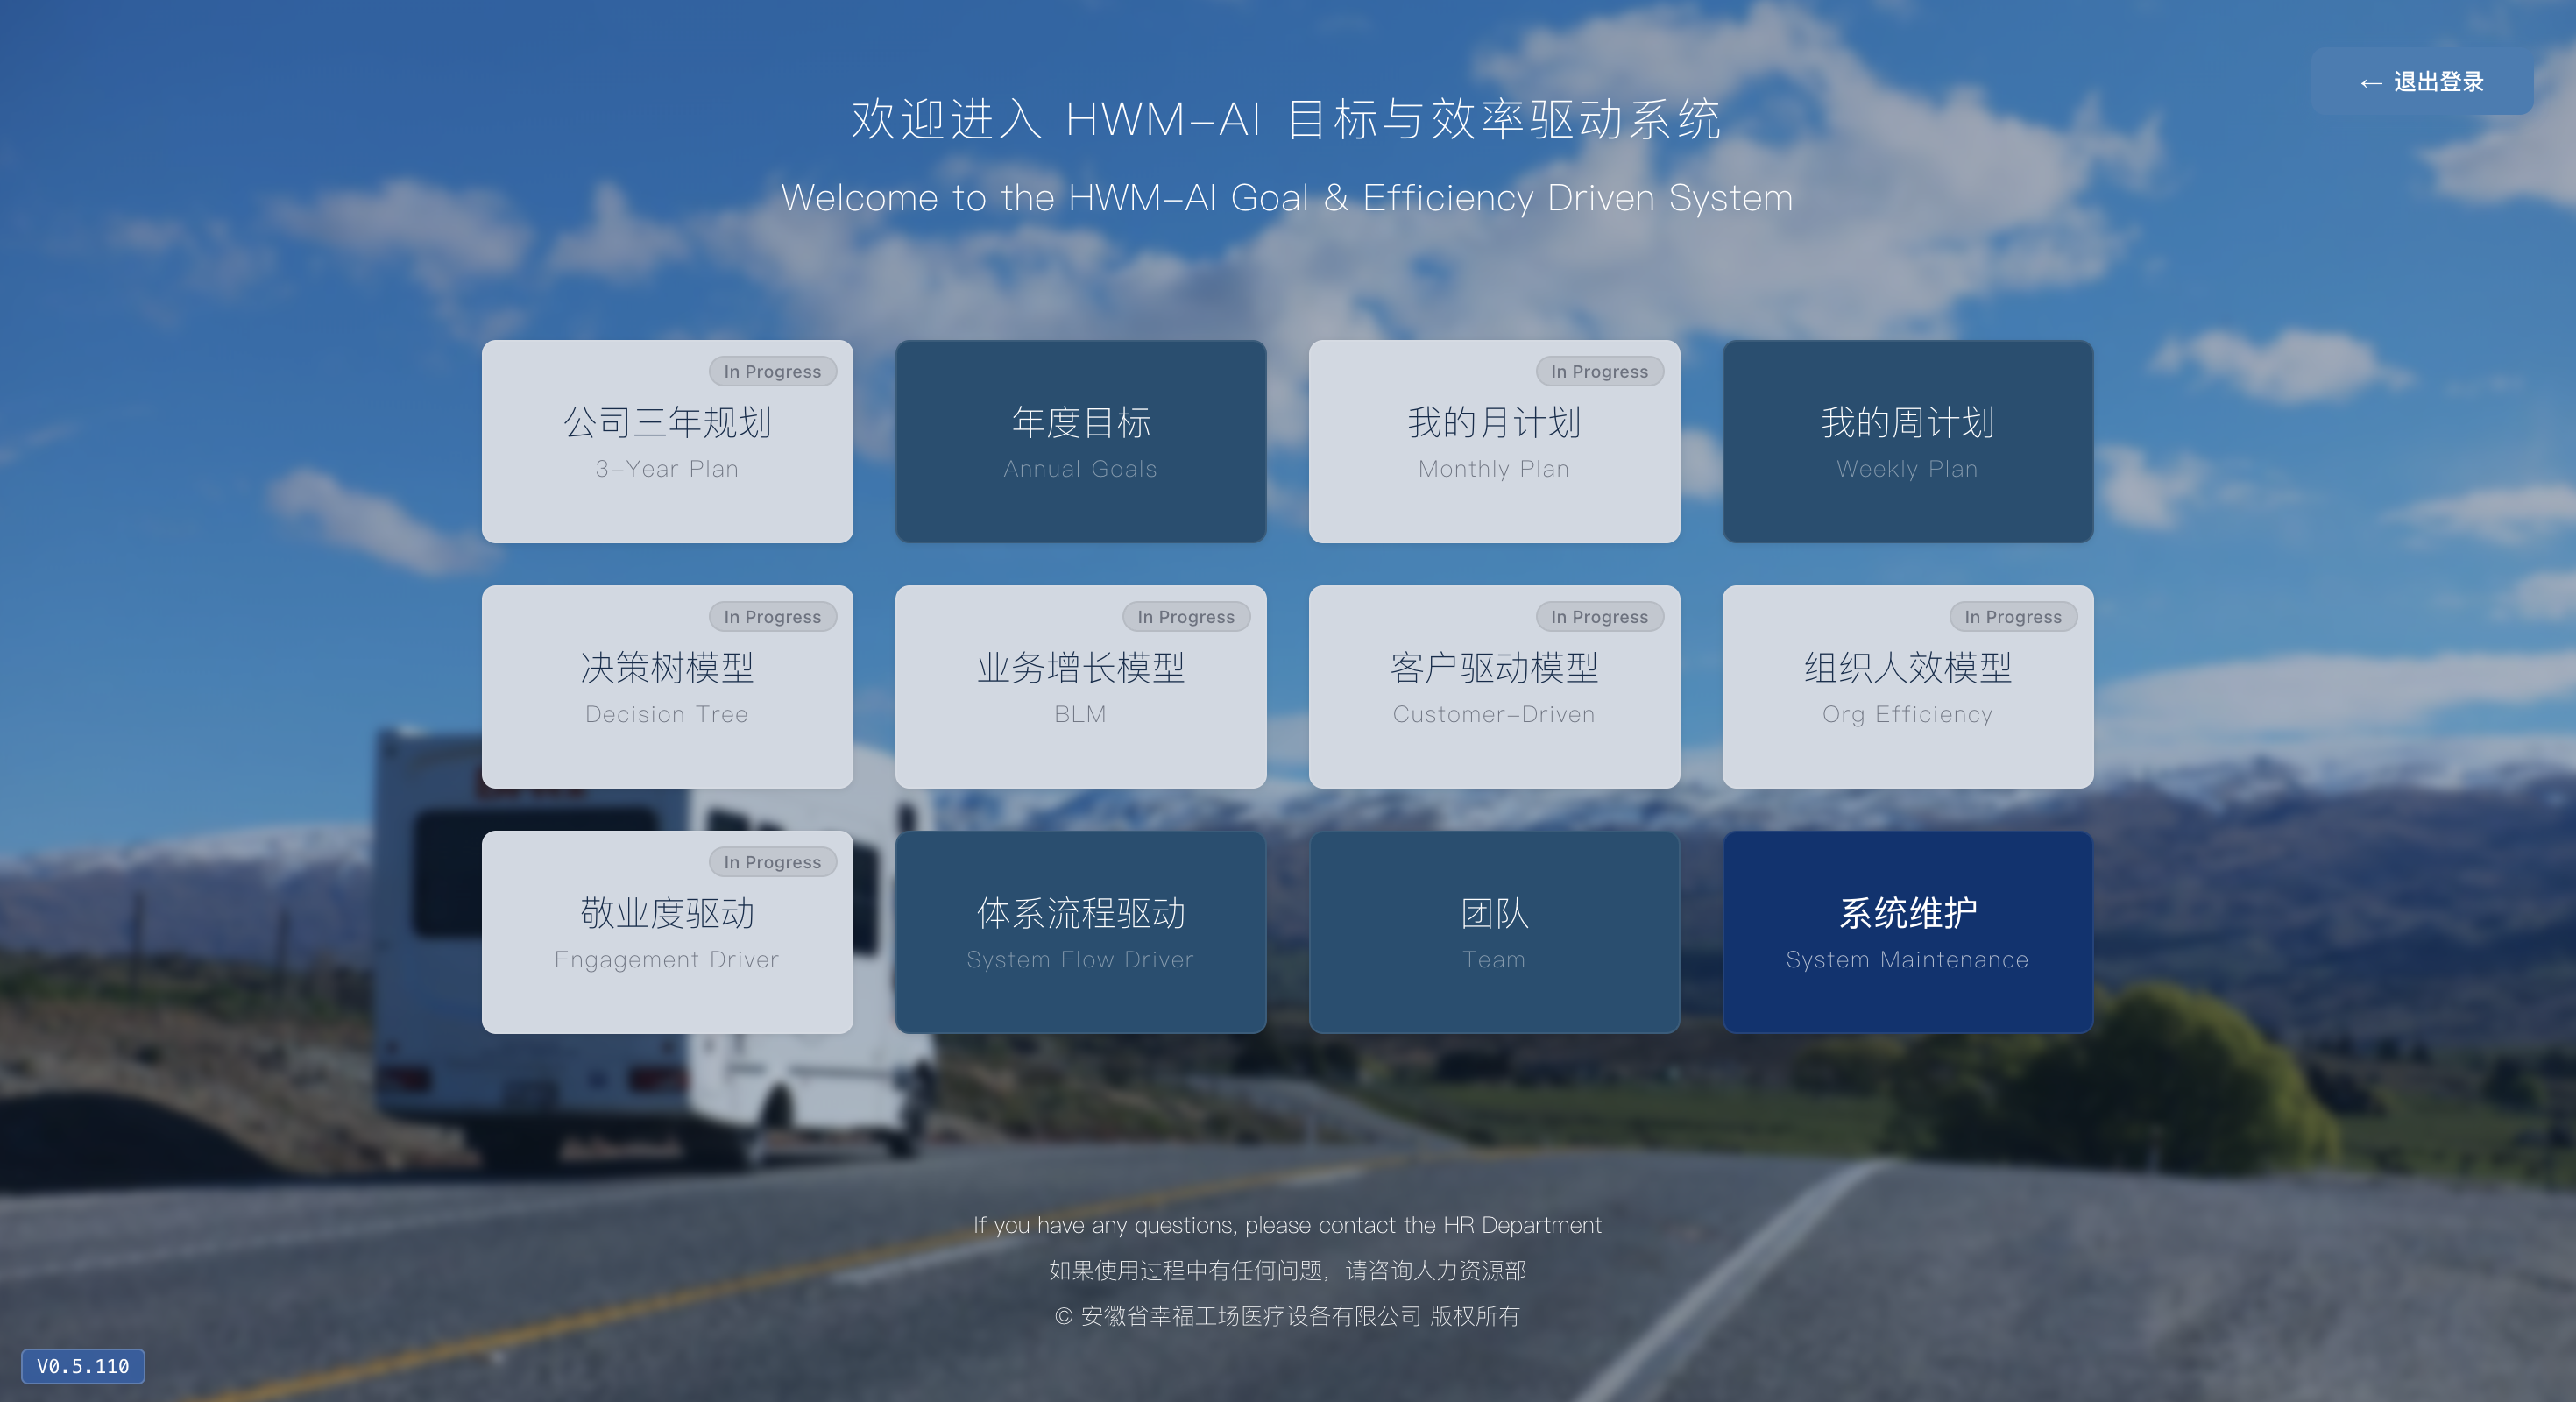 ← 退出登录
欢迎进入 HWM-AI 目标与效率驱动系统
Welcome to the HWM-AI Goal & Efficiency Driven System
In Progress
公司三年规划
3-Year Plan
年度目标
Annual Goals
In Progress
我的月计划
Monthly Plan
我的周计划
Weekly Plan
In Progress
决策树模型
Decision Tree
In Progress
业务增长模型
BLM
In Progress
客户驱动模型
Customer-Driven
In Progress
组织人效模型
Org Efficiency
In Progress
敬业度驱动
Engagement Driver
体系流程驱动
System Flow Driver
团队
Team
系统维护
System Maintenance
If you have any questions, please contact the HR Department
如果使用过程中有任何问题，请咨询人力资源部
© 安徽省幸福工场医疗设备有限公司 版权所有
V0.5.110